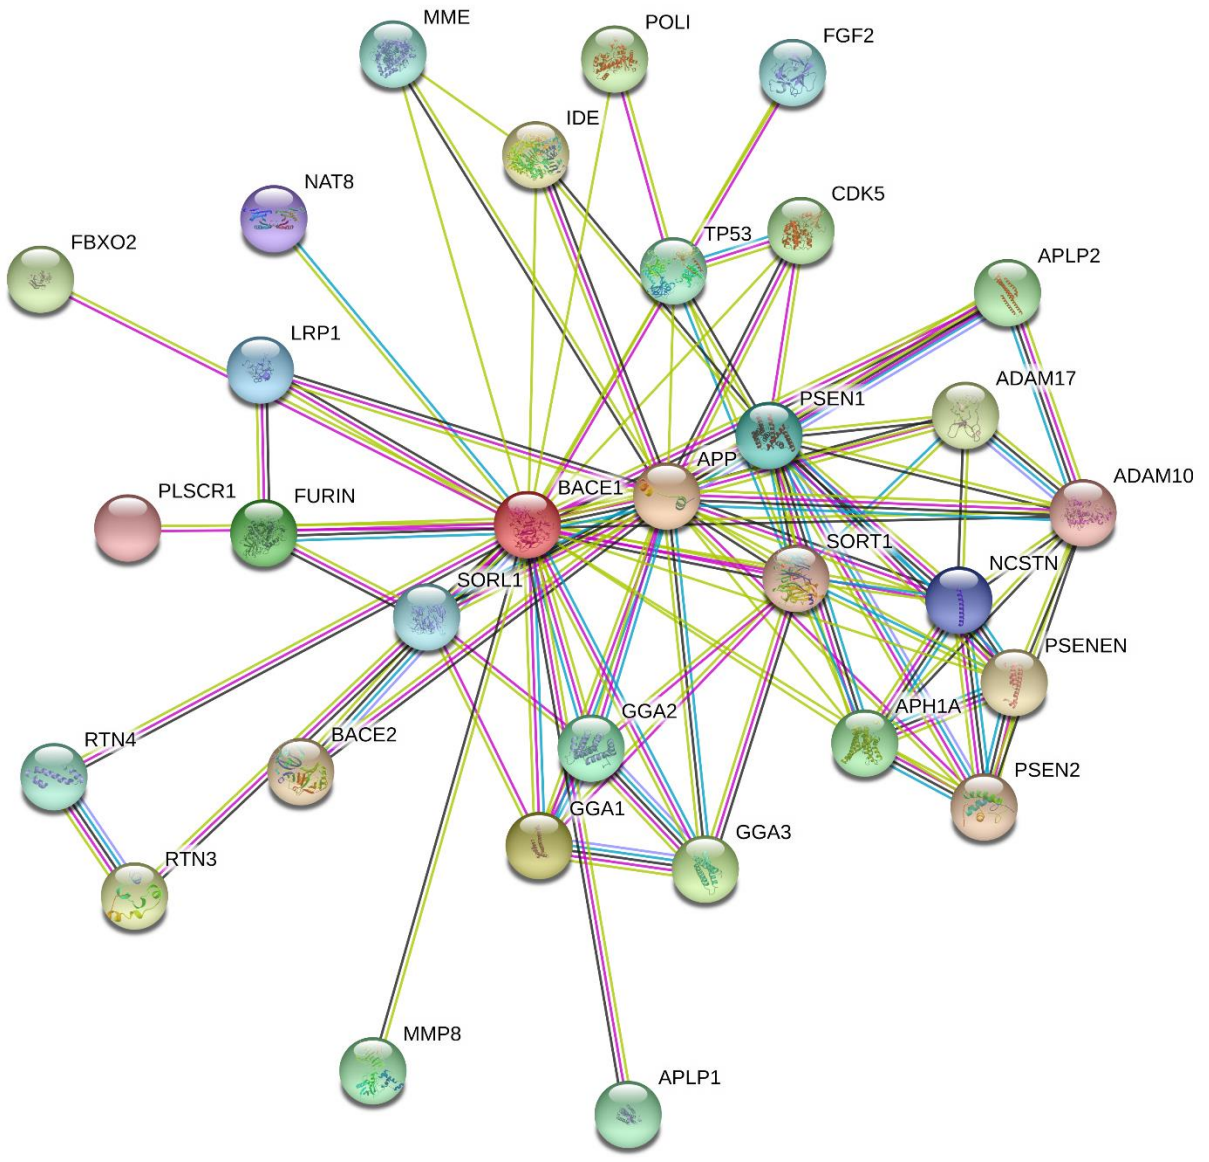 MME
POLI
FGF2
IDE
NAT8
CDK5
FBXO2
TP53
APLP2
LRP1
ADAM17
PSEN1
APP
ADAM10
PLSCR1
FURIN
BACE1
SORT1
NCSTN
SORL1
PSENEN
APH1A
GGA2
BACE2
RTN4
PSEN2
GGA1
GGA3
RTN3
MMP8
APLP1